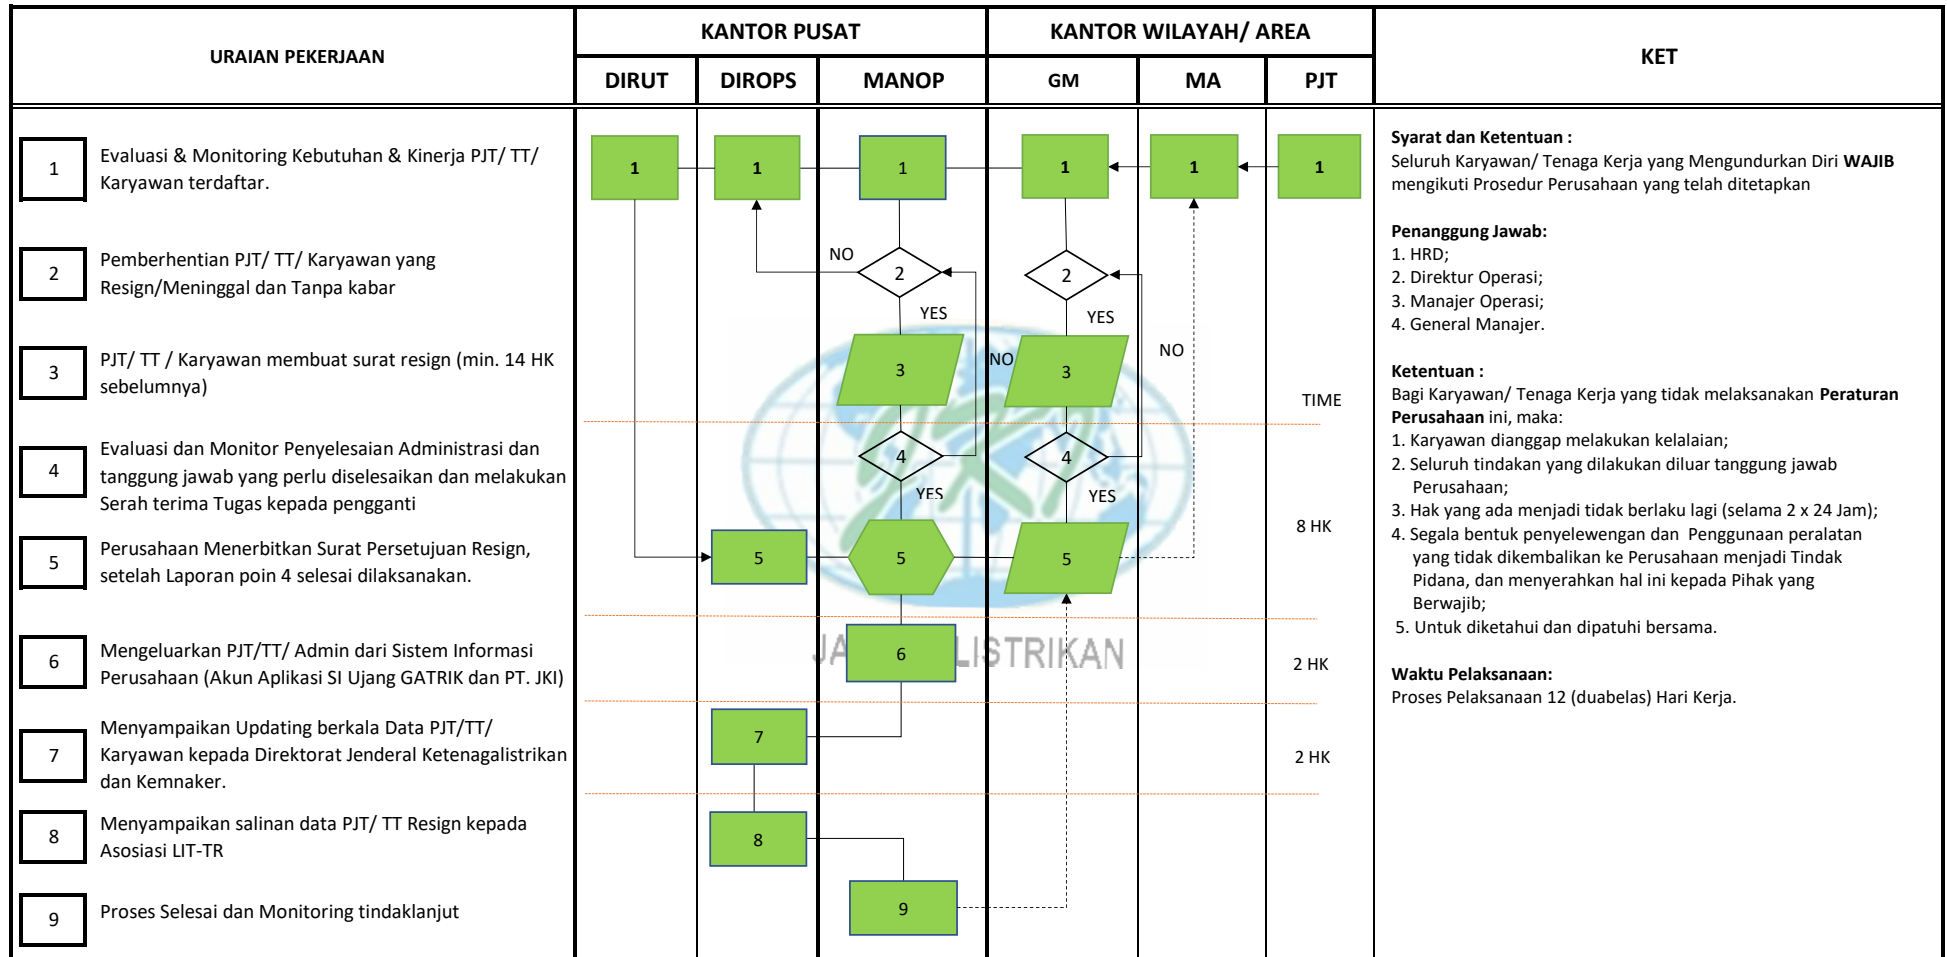 URAIAN PEKERJAAN
KANTOR PUSAT
KANTOR WILAYAH/ AREA
KET
DIRUT
DIROPS
MANOP
GM
MA
PJT
1
Evaluasi & Monitoring Kebutuhan & Kinerja PJT/ TT/
Karyawan terdaftar.
2
Pemberhentian PJT/ TT/ Karyawan yang
Resign/Meninggal dan Tanpa kabar
3
PJT/ TT / Karyawan membuat surat resign (min. 14 HK
sebelumnya)
4
Evaluasi dan Monitor Penyelesaian Administrasi dan
tanggung jawab yang perlu diselesaikan dan melakukan
Serah terima Tugas kepada pengganti
5
Perusahaan Menerbitkan Surat Persetujuan Resign,
setelah Laporan poin 4 selesai dilaksanakan.
6
Mengeluarkan PJT/TT/ Admin dari Sistem Informasi
Perusahaan (Akun Aplikasi SI Ujang GATRIK dan PT. JKI)
7
Menyampaikan Updating berkala Data PJT/TT/
Karyawan kepada Direktorat Jenderal Ketenagalistrikan
dan Kemnaker.
8
Menyampaikan salinan data PJT/ TT Resign kepada
Asosiasi LIT-TR
9
Proses Selesai dan Monitoring tindaklanjut
1
1
1
1
1
1
NO
2
2
YES
YES
3
NO
3
NO
TIME
4
4
YES
YES
8 HK
5
5
5
JA
6
LISTRIKAN
2 HK
7
2 HK
8
9
Syarat dan Ketentuan :
Seluruh Karyawan/ Tenaga Kerja yang Mengundurkan Diri WAJIB
mengikuti Prosedur Perusahaan yang telah ditetapkan
Penanggung Jawab:
1. HRD;
2. Direktur Operasi;
3. Manajer Operasi;
4. General Manajer.
Ketentuan :
Bagi Karyawan/ Tenaga Kerja yang tidak melaksanakan Peraturan
Perusahaan ini, maka:
1. Karyawan dianggap melakukan kelalaian;
2. Seluruh tindakan yang dilakukan diluar tanggung jawab
Perusahaan;
3. Hak yang ada menjadi tidak berlaku lagi (selama 2 x 24 Jam);
4. Segala bentuk penyelewengan dan Penggunaan peralatan
yang tidak dikembalikan ke Perusahaan menjadi Tindak
Pidana, dan menyerahkan hal ini kepada Pihak yang
Berwajib;
5. Untuk diketahui dan dipatuhi bersama.
Waktu Pelaksanaan:
Proses Pelaksanaan 12 (duabelas) Hari Kerja.